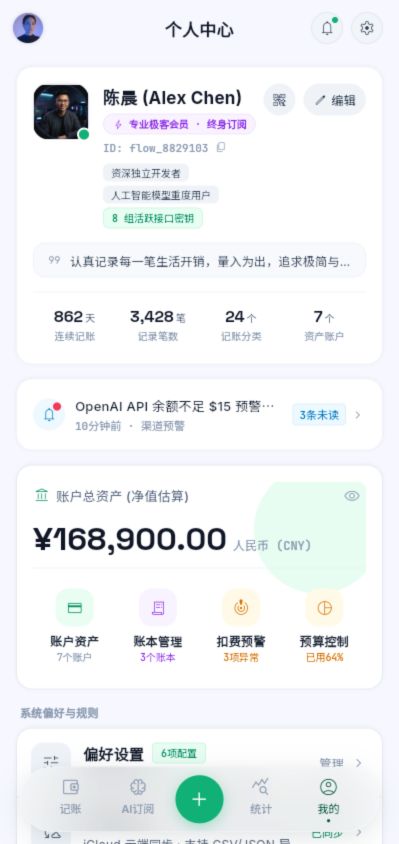 个人中心
陈晨 (Alex Chen)
编辑
专业极客会员 · 终身订阅
ID: flow_8829103
资深独立开发者
人工智能模型重度用户
8 组活跃接口密钥
认真记录每一笔生活开销，量入为出，追求极简与...
862 天
3,428 笔
24 个
7 个
连续记账
记录笔数
记账分类
资产账户
OpenAI API 余额不足 $15 预警...
3条未读
10分钟前 · 渠道预警
账户总资产 (净值估算)
¥168,900.00 人民币 (CNY)
账户资产
账本管理
扣费预警
预算控制
7个账户
3个账本
3项异常
已用64%
系统偏好与规则
偏好设置
6项配置
管理
记账
AI订阅
统计
我的
已同步
iCloud 云端同步 · 支持 CSV/JSON 导